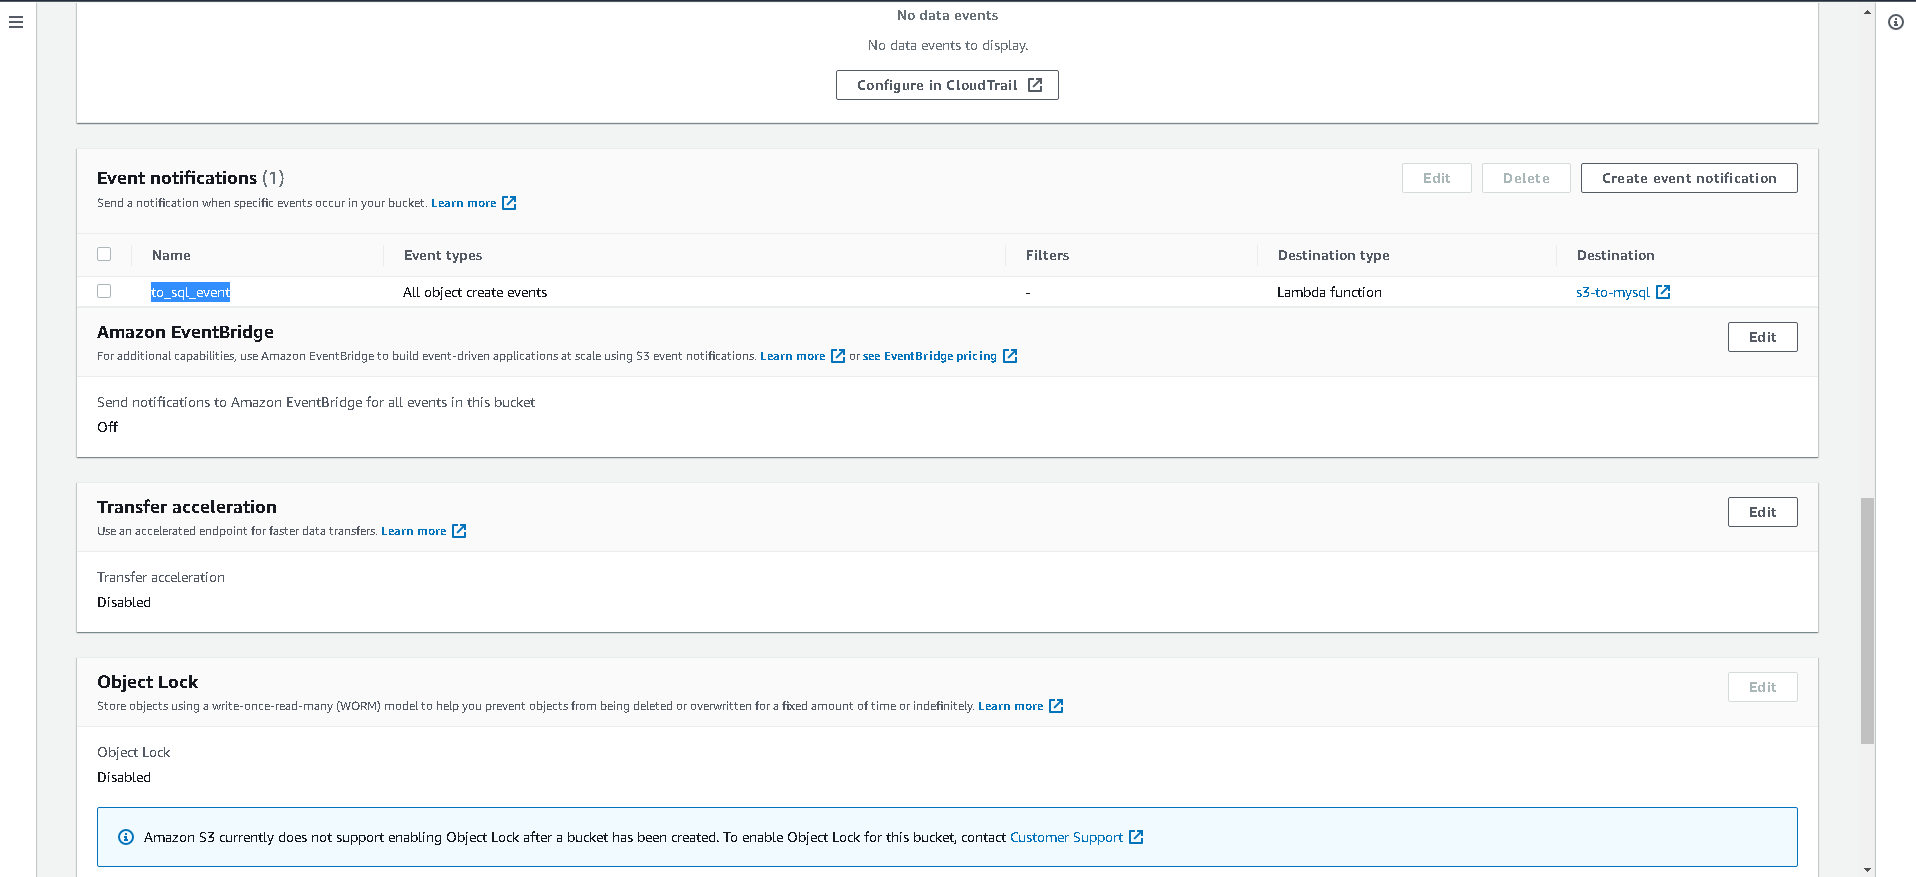 No data events
No data events to display.
Configure in CloudTrail
Event notifications (1)
Edit
Delete
Create event notification
Send a notification when specific events occur in your bucket. Learn more
Name
Event types
Filters
Destination type
Destination
to_sql_event
All object create events
-
Lambda function
s3-to-mysql
Amazon EventBridge
Edit
For additional capabilities, use Amazon EventBridge to build event-driven applications at scale using S3 event notifications. Learn more or see EventBridge pricing
Send notifications to Amazon EventBridge for all events in this bucket
Off
Transfer acceleration
Edit
Use an accelerated endpoint for faster data transfers. Learn more
Transfer acceleration
Disabled
Object Lock
Edit
Store objects using a write-once-read-many (WORM) model to help you prevent objects from being deleted or overwritten for a fixed amount of time or indefinitely. Learn more
Object Lock
Disabled
Amazon S3 currently does not support enabling Object Lock after a bucket has been created. To enable Object Lock for this bucket, contact Customer Support